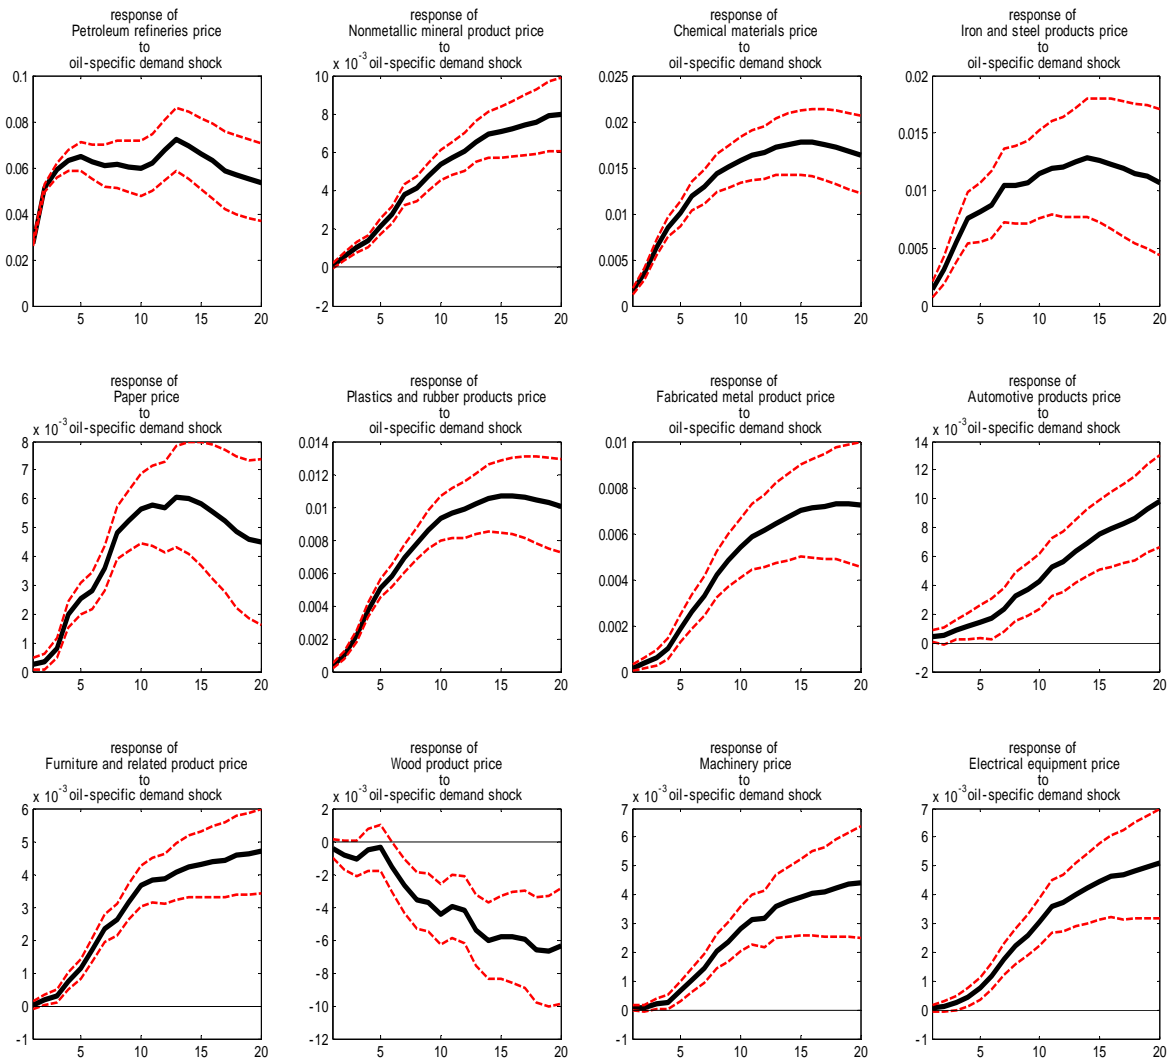 response of
Petroleum refineries price
to
oil-specific demand shock
0.1
0.08
0.06
0.04
0.02
0
5 10 15 20
response of
Nonmetallic mineral product price
to
x 10^-3 oil-specific demand shock
10
8
6
4
2
0
-2
5 10 15 20
response of
Chemical materials price
to
oil-specific demand shock
0.025
0.02
0.015
0.01
0.005
0
5 10 15 20
response of
Iron and steel products price
to
oil-specific demand shock
0.02
0.015
0.01
0.005
0
5 10 15 20
response of
Paper price
to
x 10^-3 oil-specific demand shock
8
7
6
5
4
3
2
1
0
5 10 15 20
response of
Plastics and rubber products price
to
oil-specific demand shock
0.014
0.012
0.01
0.008
0.006
0.004
0.002
0
5 10 15 20
response of
Fabricated metal product price
to
oil-specific demand shock
0.01
0.008
0.006
0.004
0.002
0
5 10 15 20
response of
Automotive products price
to
x 10^-3 oil-specific demand shock
14
12
10
8
6
4
2
0
-2
5 10 15 20
response of
Furniture and related product price
to
x 10^-3 oil-specific demand shock
6
5
4
3
2
1
0
-1
5 10 15 20
response of
Wood product price
to
x 10^-3 oil-specific demand shock
2
0
-2
-4
-6
-8
-10
-12
5 10 15 20
response of
Machinery price
to
x 10^-3 oil-specific demand shock
7
6
5
4
3
2
1
0
-1
5 10 15 20
response of
Electrical equipment price
to
x 10^-3 oil-specific demand shock
7
6
5
4
3
2
1
0
-1
5 10 15 20